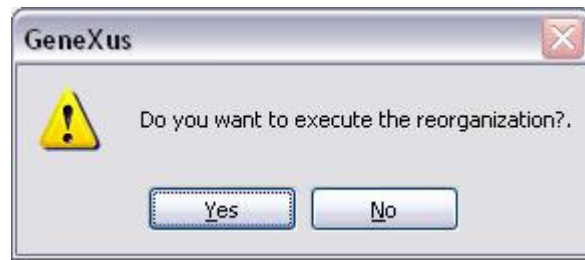 GeneXus
Do you want to execute the reorganization?.
Yes
No